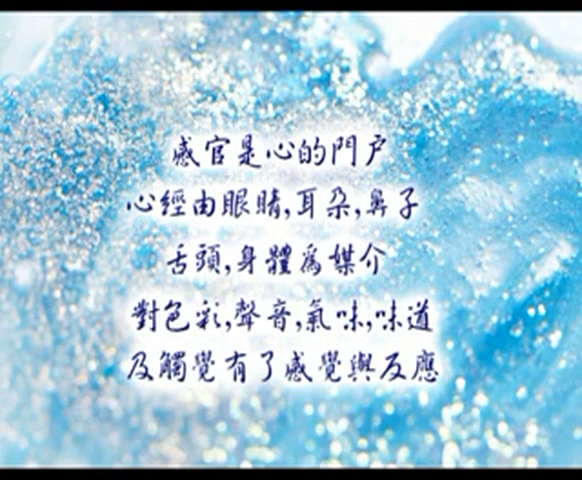 感官是心的門户
心經由眼睛,耳朵,鼻子
舌頭,身體為媒介
對色彩,聲音,氣味,味道
及觸覺有了感覺與反應